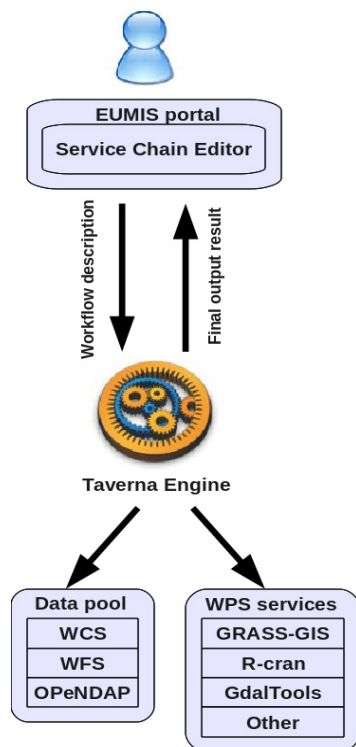 EUMIS portal
Service Chain Editor
Workflow description
Final output result
Taverna Engine
Data pool
WCS
WFS
OPeNDAP
WPS services
GRASS-GIS
R-cran
GdalTools
Other